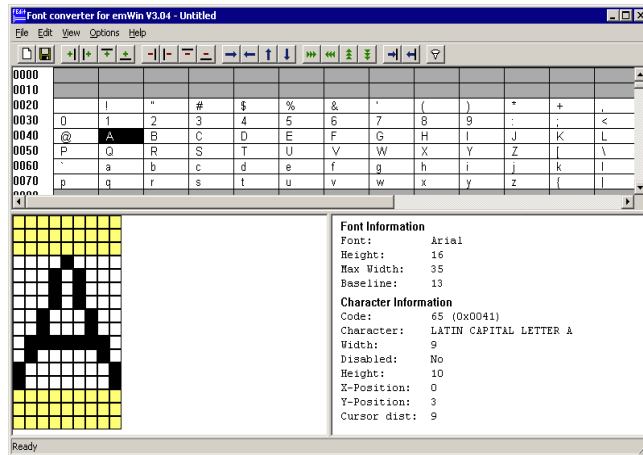 Font converter for emWin V3.04 - Untitled
File Edit View Options Help
0000
0010
0020 ! " # $ % & ' ( ) * + ,
0030 0 1 2 3 4 5 6 7 8 9 : ; <
0040 @ A B C D E F G H I J K L
0050 P Q R S T U V W X Y Z [ \
0060 ` a b c d e f g h i j k l
0070 p q r s t u v w x y z { |
Font Information
Font: Arial
Height: 16
Max Width: 35
Baseline: 13
Character Information
Code: 65 (0x0041)
Character: LATIN CAPITAL LETTER A
Width: 9
Disabled: No
Height: 10
X-Position: 0
Y-Position: 3
Cursor dist: 9
Ready